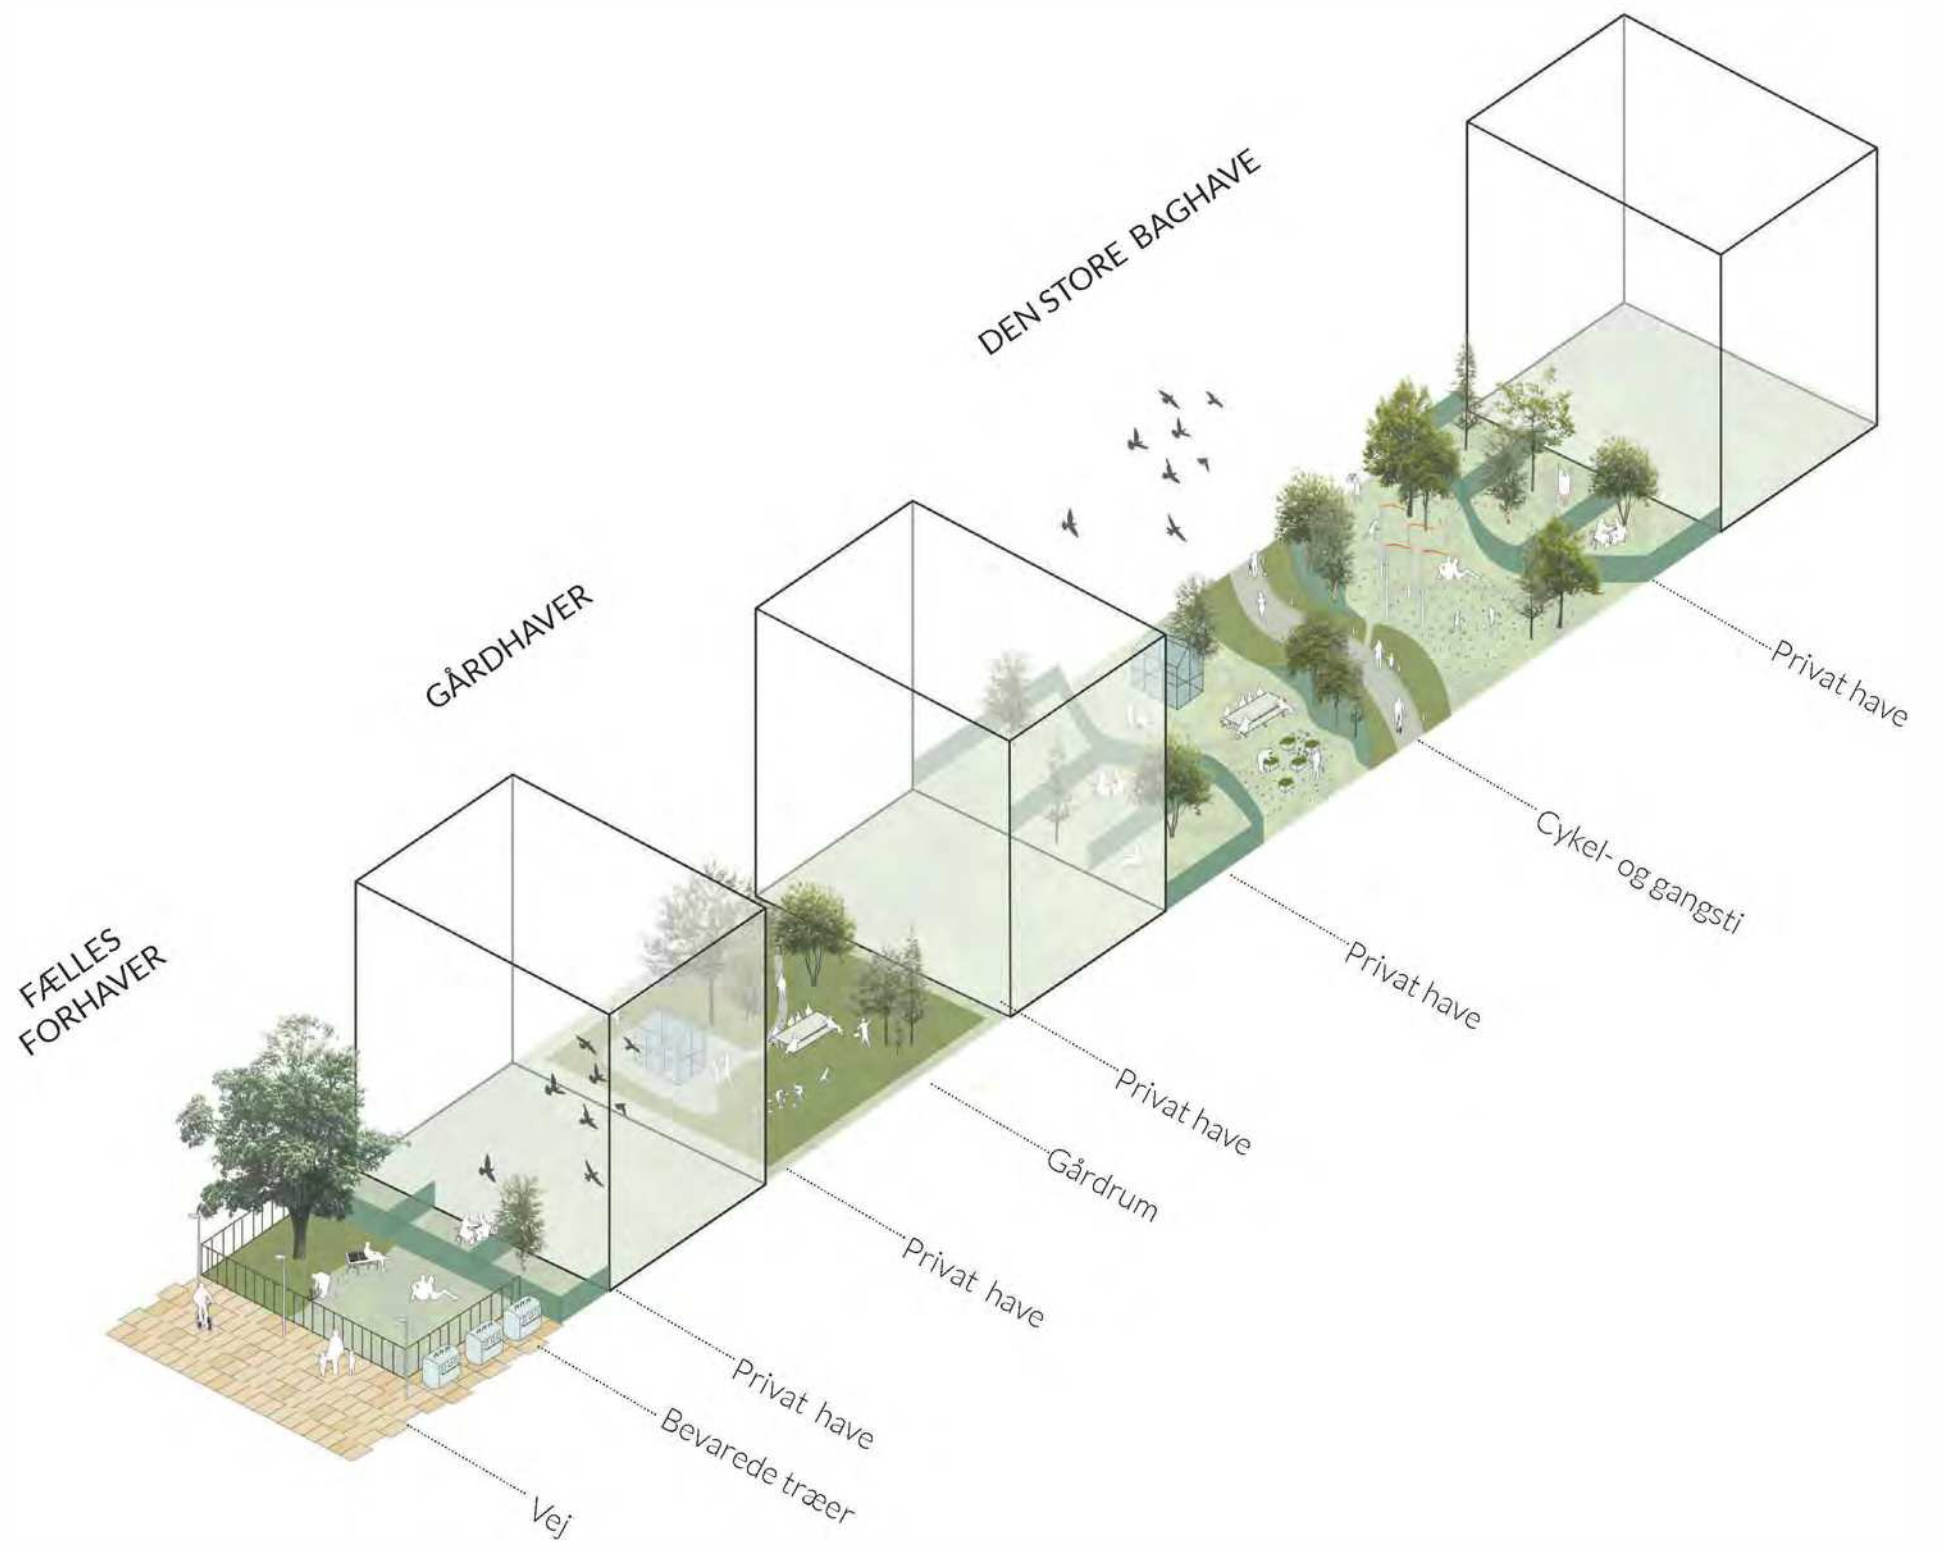 DEN STORE BAGHAVE
GÅRDHAVER
FÆLLES
FORHAVER
Privat have
Cykel- og gangsti
Privat have
Privat have
Gårdrum
Privat have
Privat have
Bevarede træer
Vej